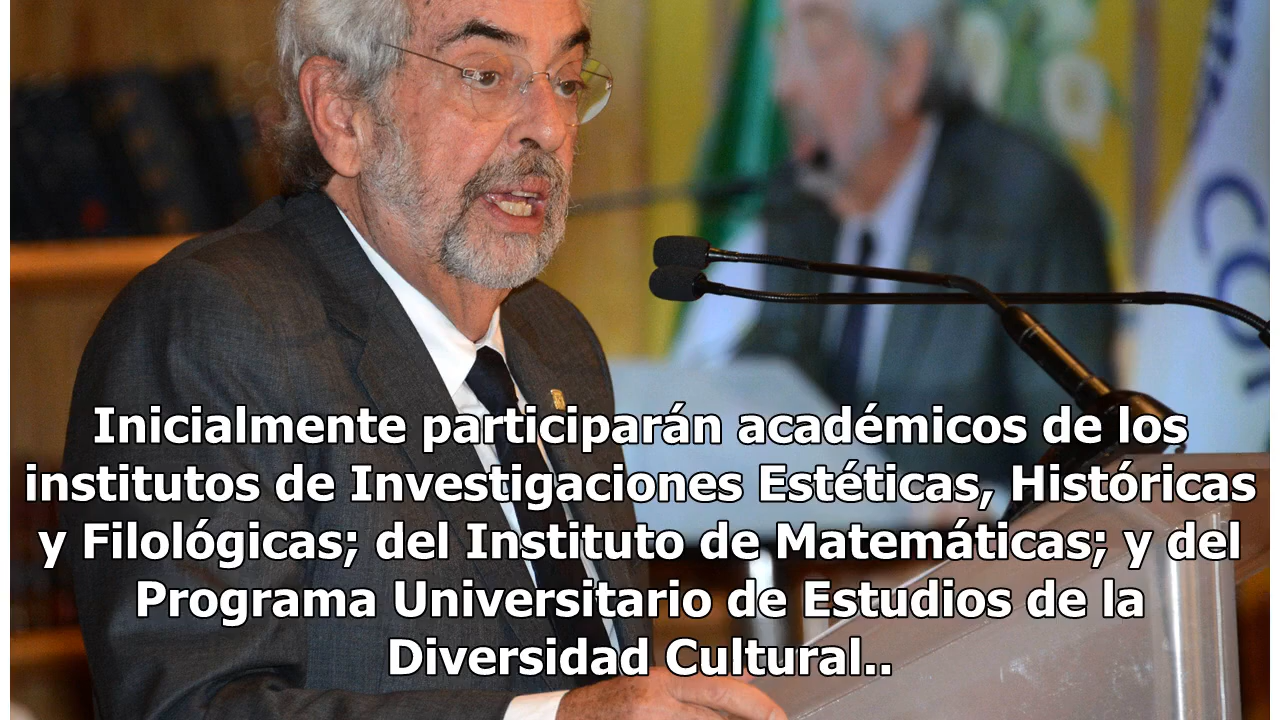 Inicialmente participarán académicos de los
institutos de Investigaciones Estéticas, Históricas
y Filológicas; del Instituto de Matemáticas; y del
Programa Universitario de Estudios de la
Diversidad Cultural..